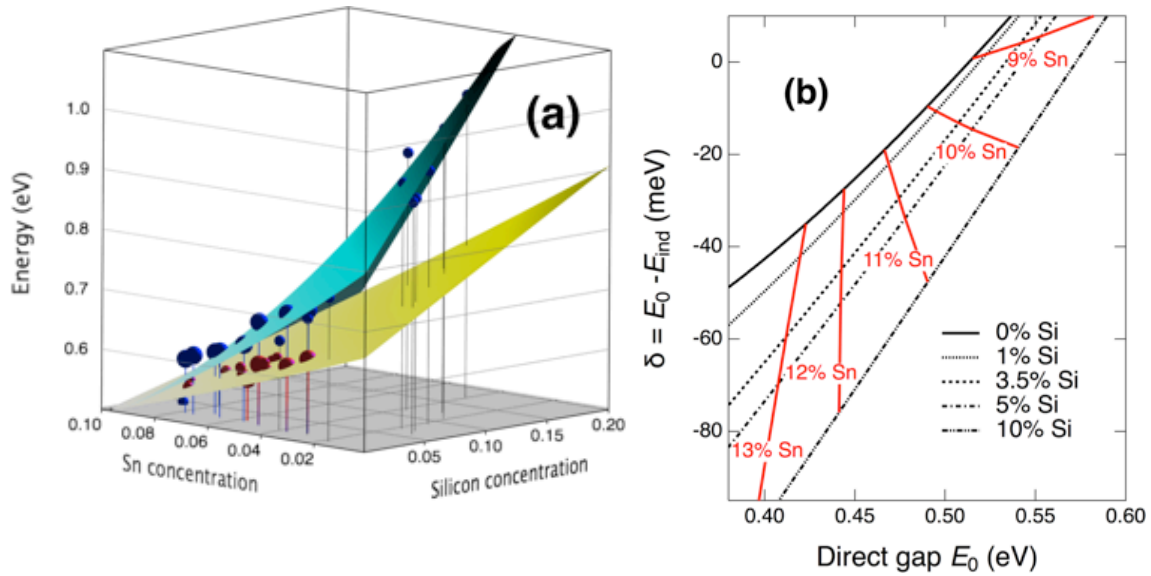 (a)
Energy (eV)
1.0
0.9
0.8
0.7
0.6
0.10
0.08
0.06
0.04
0.02
Sn concentration
0.05
0.10
0.15
0.20
Silicon concentration
(b)
δ = E0 - Eind (meV)
0
-20
-40
-60
-80
9% Sn
10% Sn
11% Sn
12% Sn
13% Sn
0% Si
1% Si
3.5% Si
5% Si
10% Si
0.40 0.45 0.50 0.55 0.60
Direct gap E0 (eV)